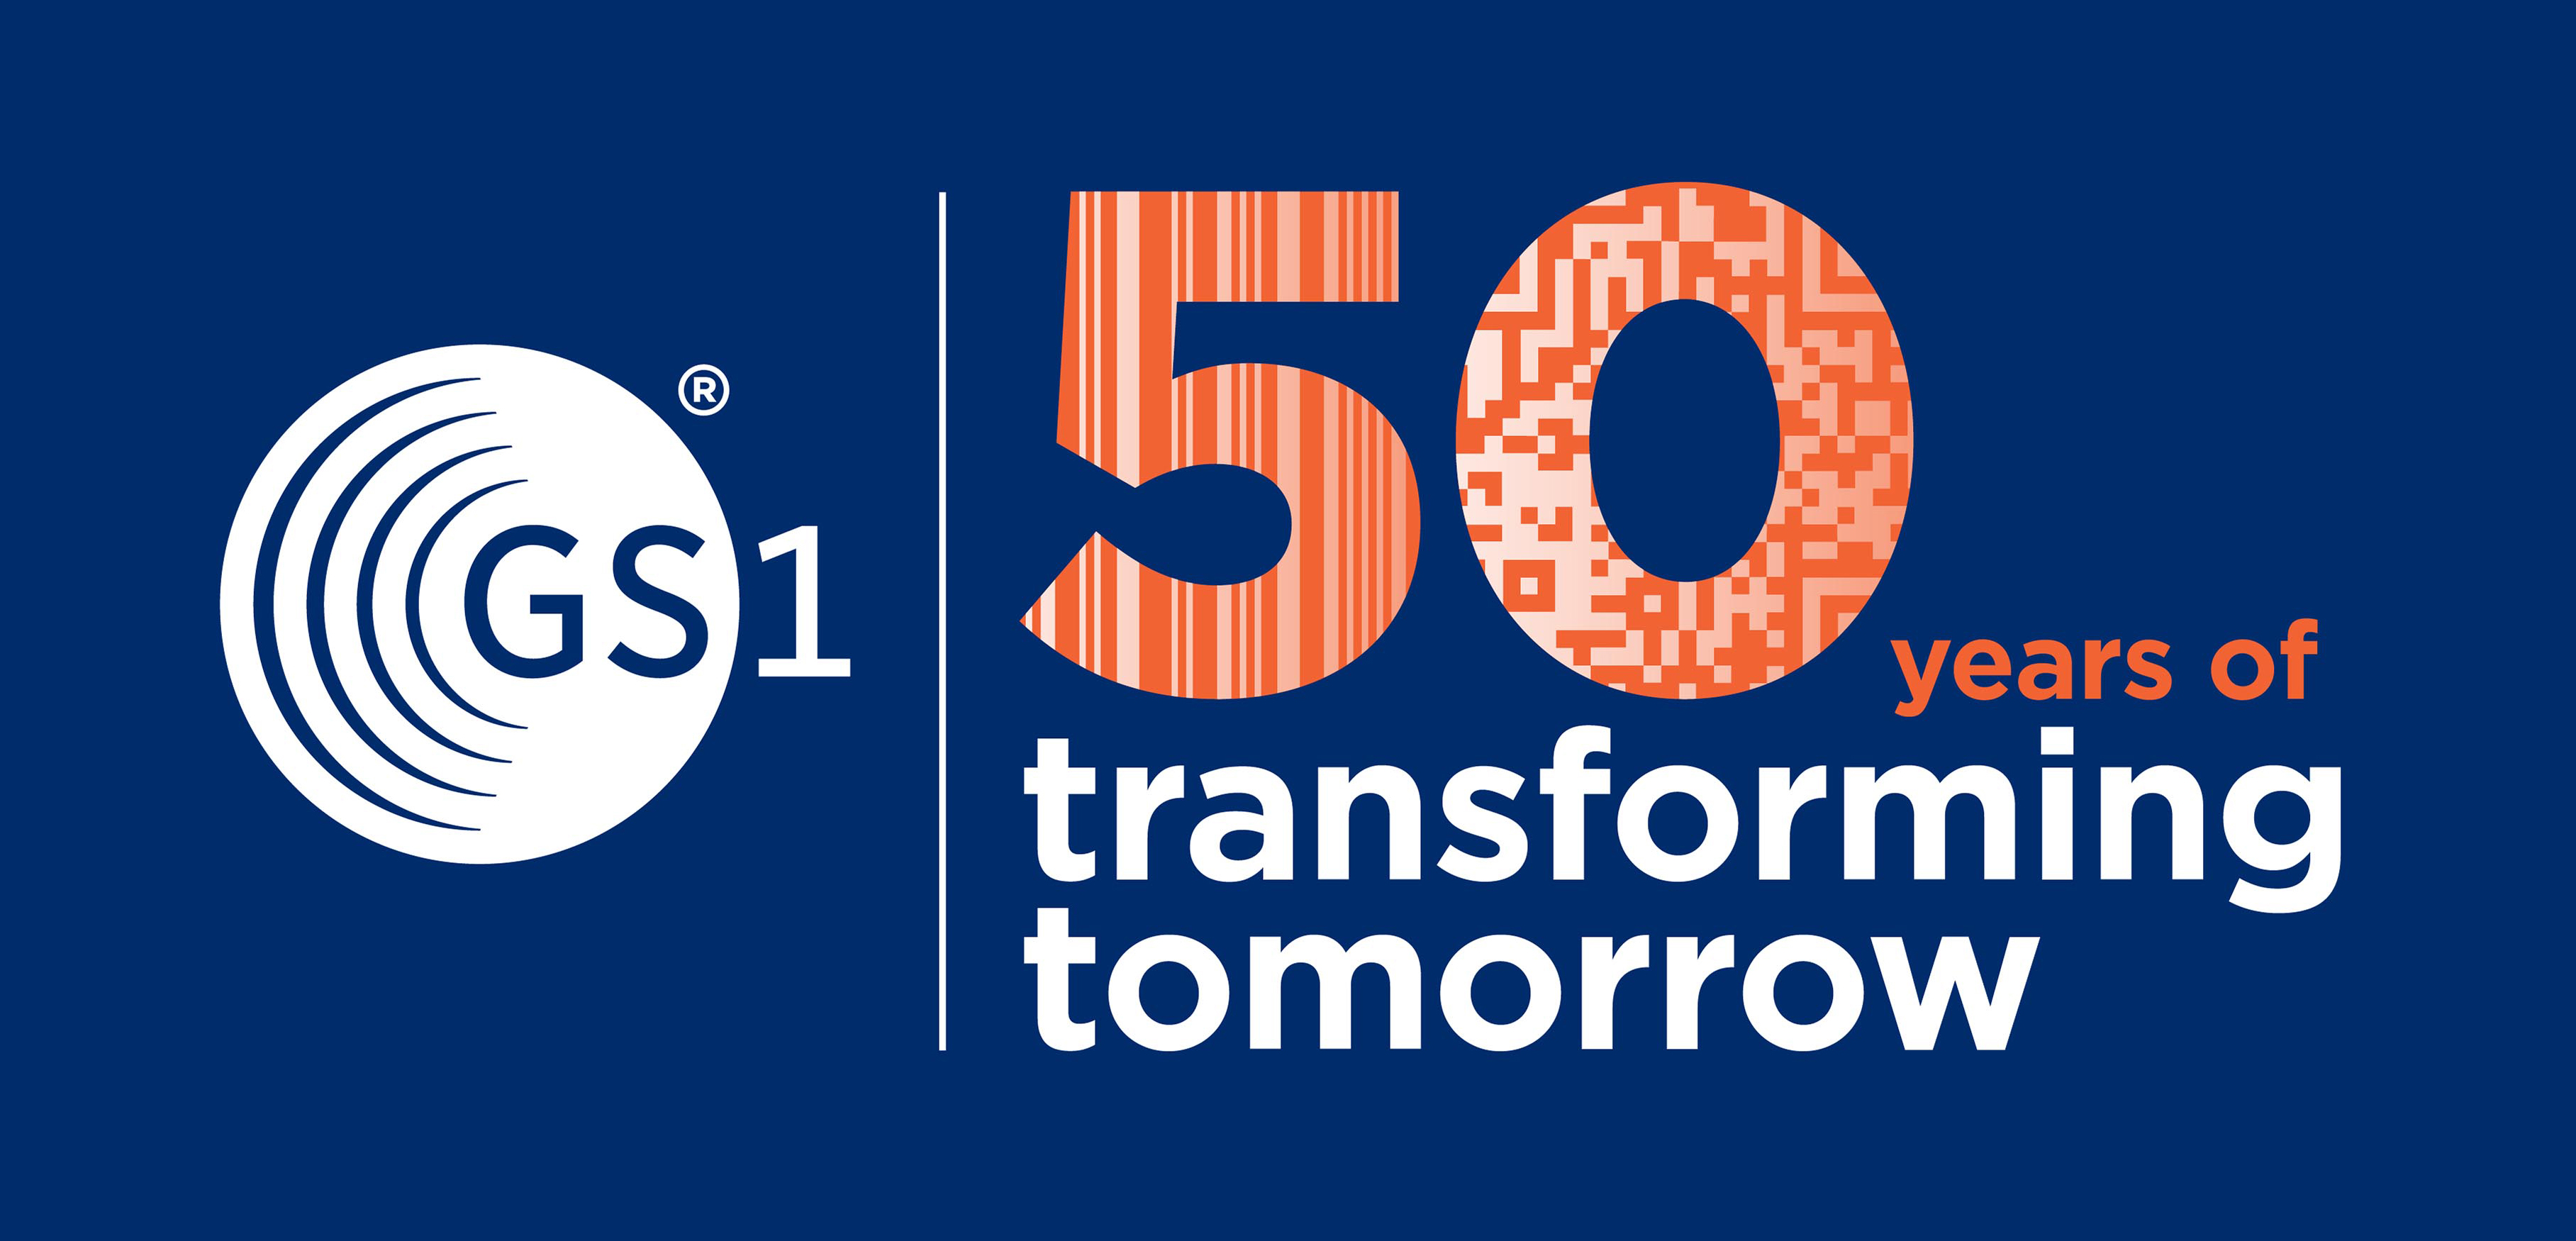 GS1®
50 years of
transforming
tomorrow